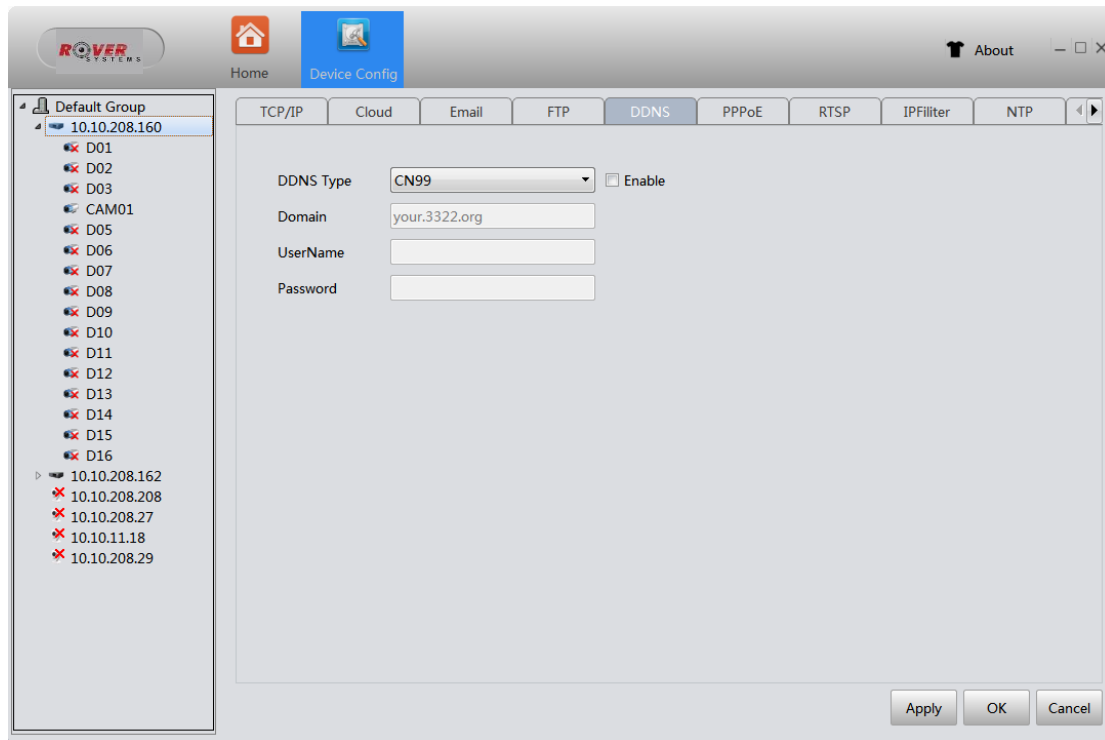 ROVER
SYSTEMS
Home
Device Config
About
Default Group
10.10.208.160
D01
D02
D03
CAM01
D05
D06
D07
D08
D09
D10
D11
D12
D13
D14
D15
D16
10.10.208.162
10.10.208.208
10.10.208.27
10.10.11.18
10.10.208.29
TCP/IP Cloud Email FTP DDNS PPPoE RTSP IPFiliter NTP
DDNS Type CN99 Enable
Domain your.3322.org
UserName
Password
Apply OK Cancel